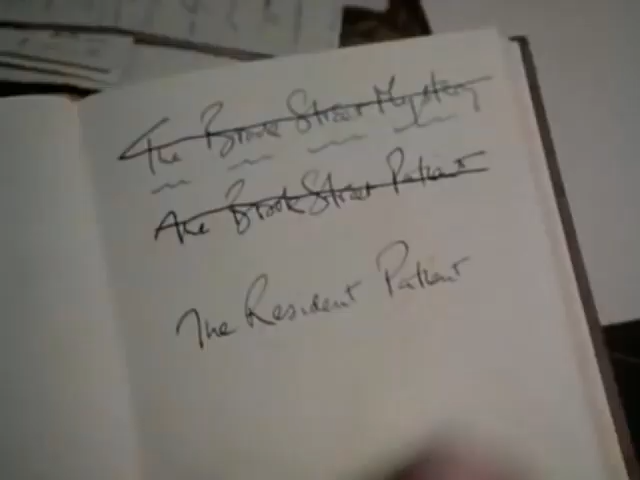 The Brook Street Mystery
The Brook Street Patient
The Resident Patient